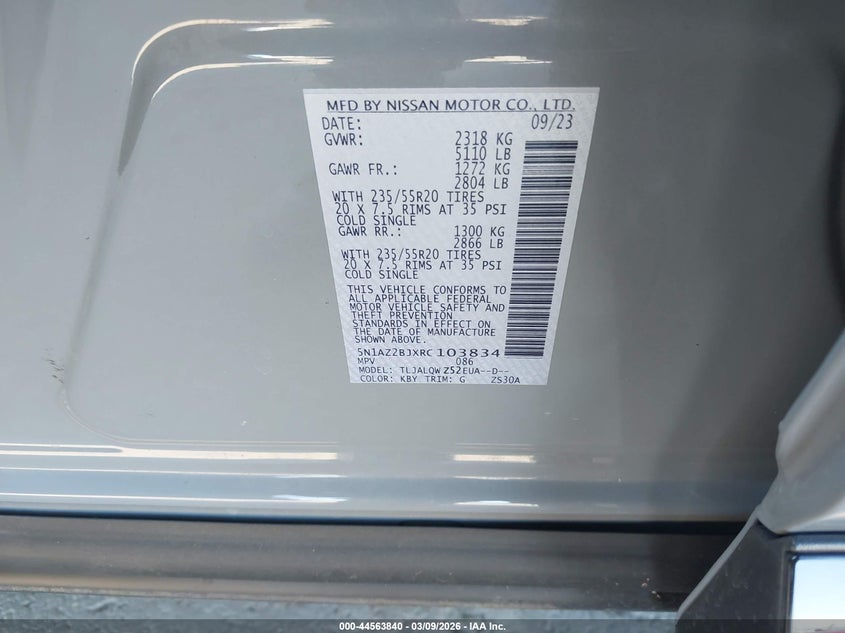 MFD BY NISSAN MOTOR CO., LTD.
DATE: 09/23
GVWR: 2318 KG
5110 LB
GAWR FR.: 1272 KG
2804 LB
WITH 235/55R20 TIRES
20 X 7.5 RIMS AT 35 PSI
COLD SINGLE
GAWR RR.: 1300 KG
2866 LB
WITH 235/55R20 TIRES
20 X 7.5 RIMS AT 35 PSI
COLD SINGLE
THIS VEHICLE CONFORMS TO
ALL APPLICABLE FEDERAL
MOTOR VEHICLE SAFETY AND
THEFT PREVENTION
STANDARDS IN EFFECT ON
THE DATE OF MANUFACTURE
SHOWN ABOVE.
5N1AZ2BJXRC103834
MPV 086
MODEL: TLJALQW Z52EUA--D--
COLOR: KBY TRIM: G ZS30A
000-44563840 - 03/09/2026 - IAA Inc.